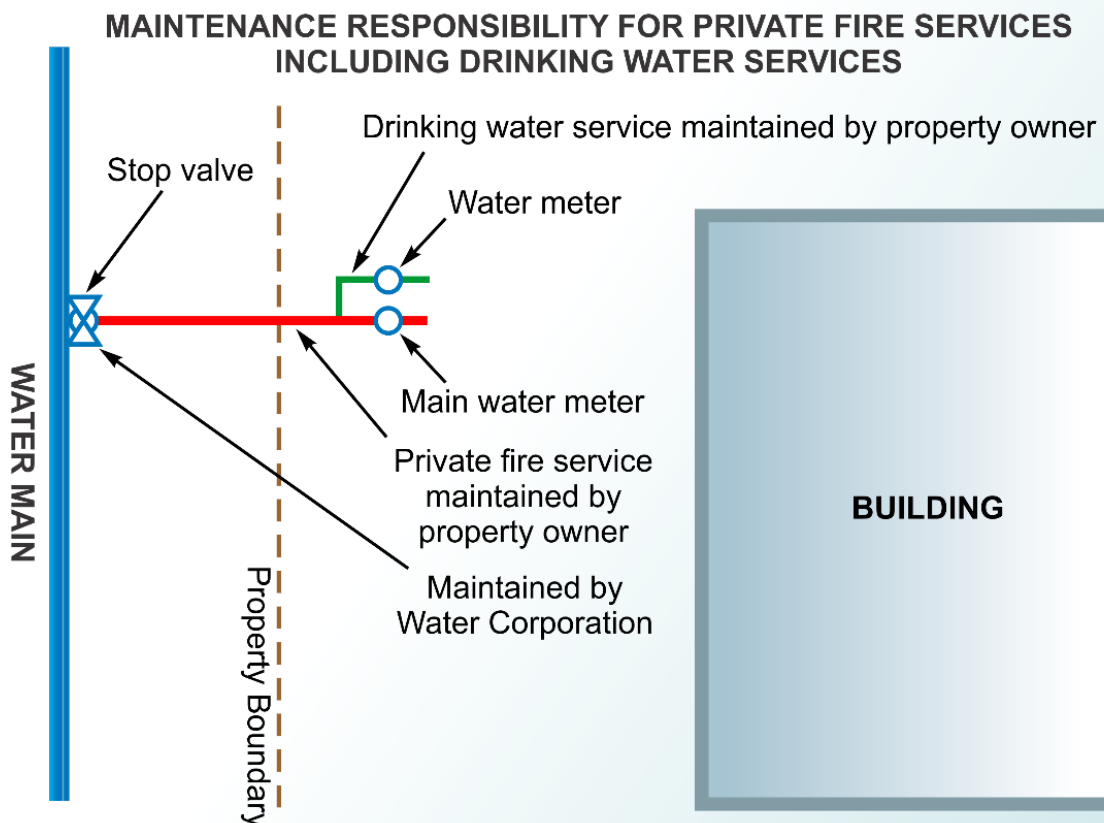 MAINTENANCE RESPONSIBILITY FOR PRIVATE FIRE SERVICES
INCLUDING DRINKING WATER SERVICES
Drinking water service maintained by property owner
Stop valve
Water meter
Main water meter
Private fire service
maintained by
property owner
Maintained by
Water Corporation
WATER MAIN
Property Boundary
BUILDING